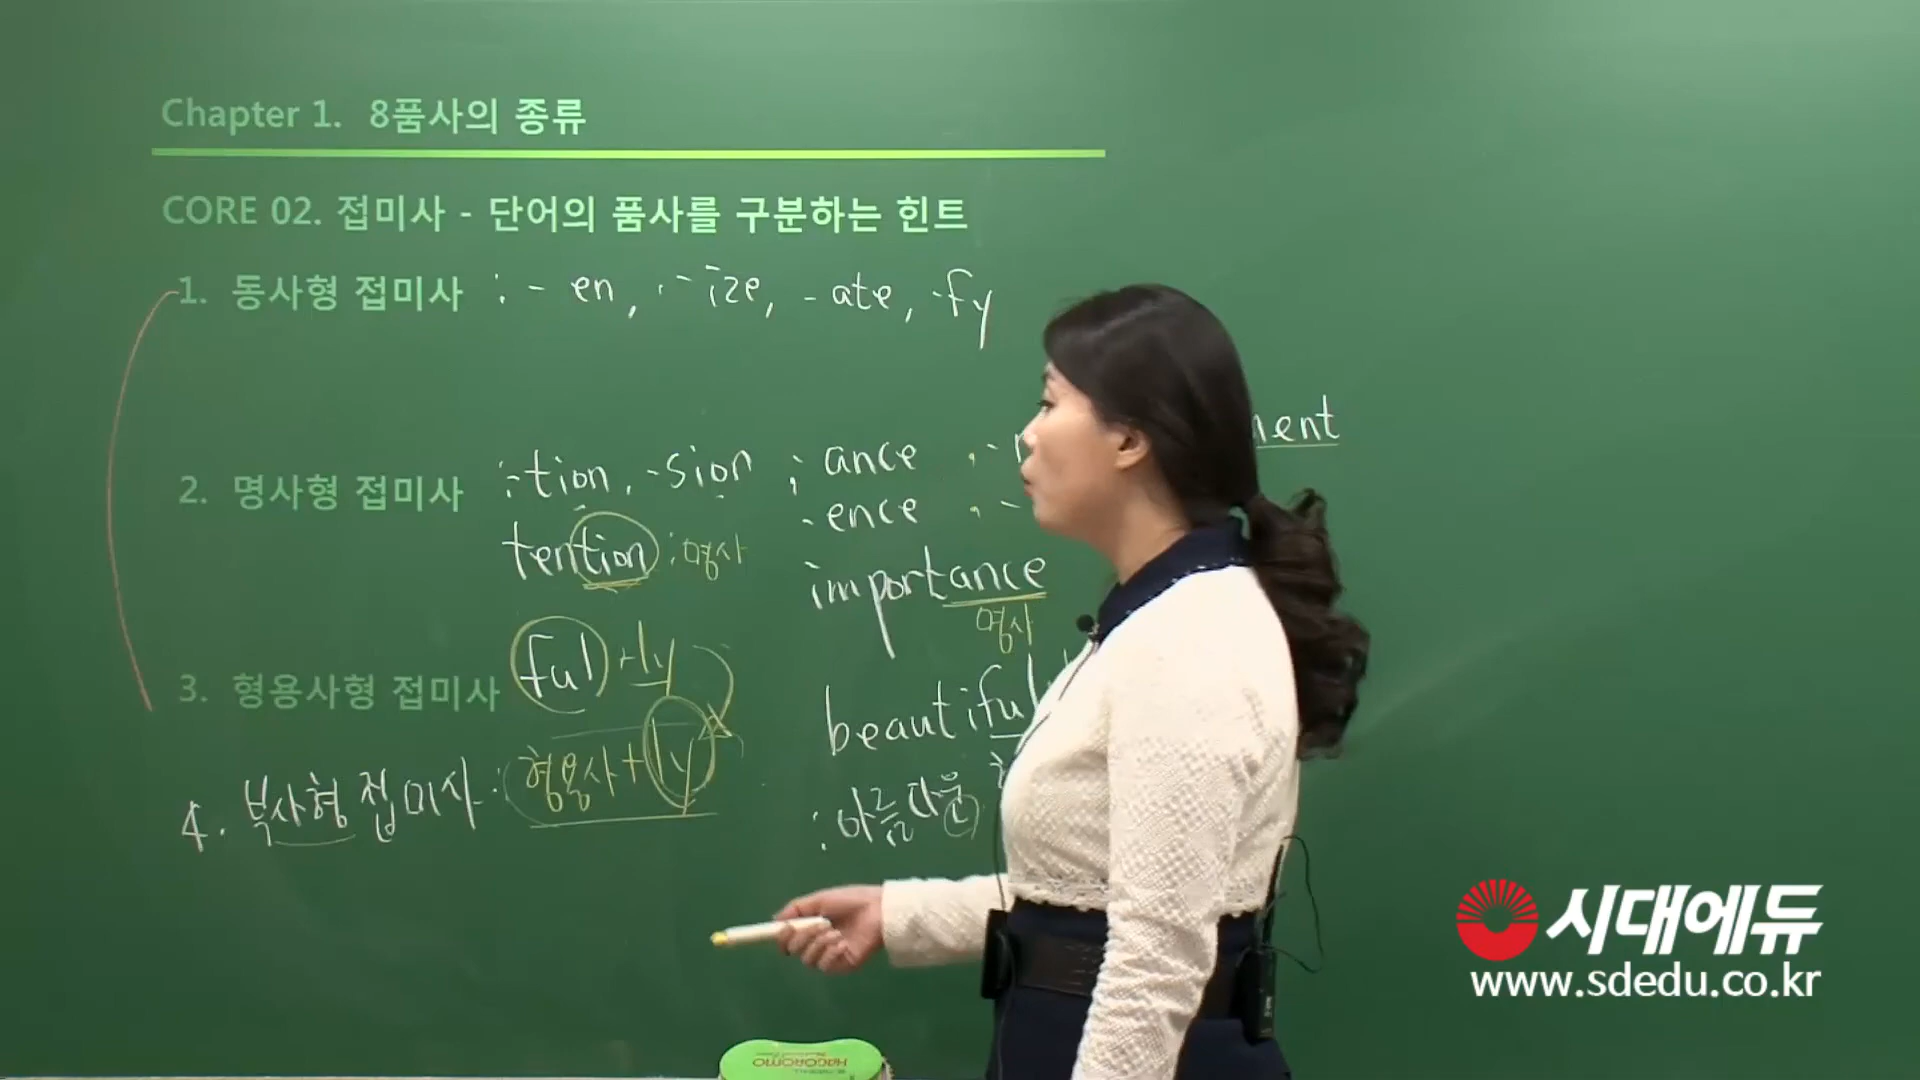 Chapter 1. 8품사의 종류
CORE 02. 접미사 - 단어의 품사를 구분하는 힌트
1. 동사형 접미사 : - en, -ize, - ate, -fy
ment
2. 명사형 접미사 : -tion, -sion ; ance
-ence
tention : 명사
importance
명사
3. 형용사형 접미사 ful + ly
beautiful
4. 부사형 접미사 : 형용사 + ly
: 아름다운
시대에듀
www.sdedu.co.kr
HAGOROMO